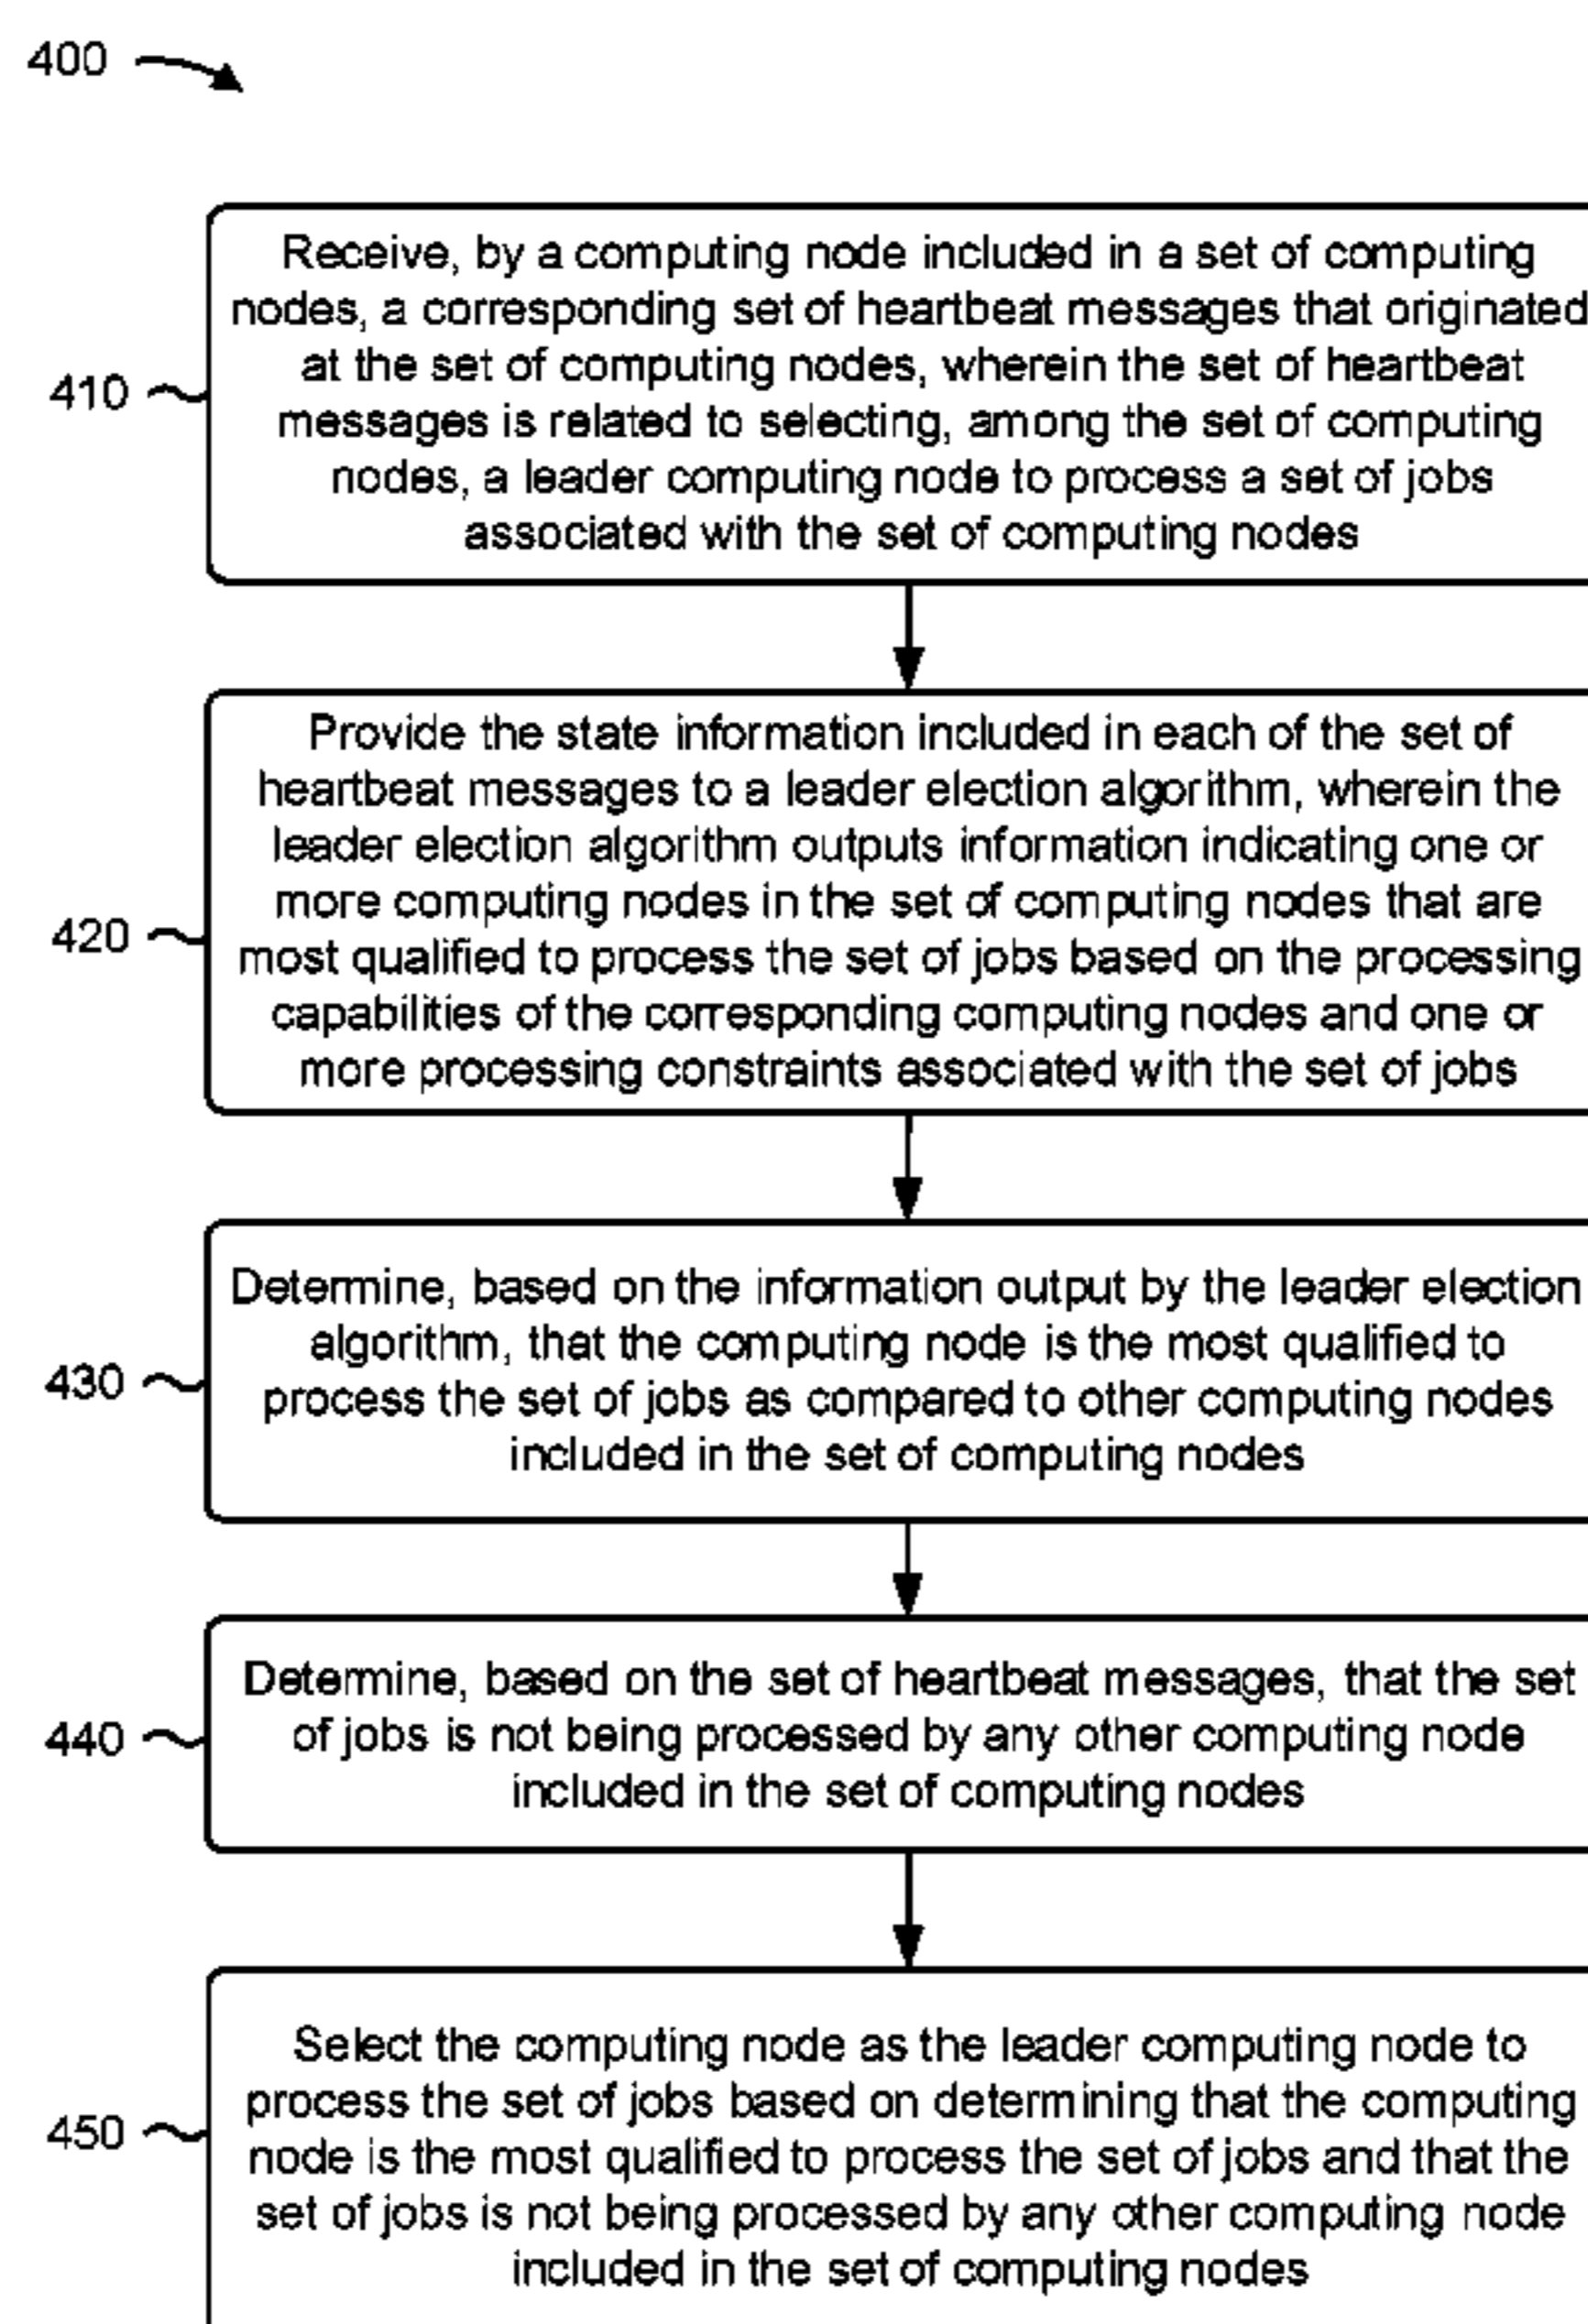 400
Receive, by a computing node included in a set of computing
nodes, a corresponding set of heartbeat messages that originated
at the set of computing nodes, wherein the set of heartbeat
410
messages is related to selecting, among the set of computing
nodes, a leader computing node to process a set of jobs
associated with the set of computing nodes
Provide the state information included in each of the set of
heartbeat messages to a leader election algorithm, wherein the
leader election algorithm outputs information indicating one or
more computing nodes in the set of computing nodes that are
420
most qualified to process the set of jobs based on the processing
capabilities of the corresponding computing nodes and one or
more processing constraints associated with the set of jobs
Determine, based on the information output by the leader election
algorithm, that the computing node is the most qualified to
430
process the set of jobs as compared to other computing nodes
included in the set of computing nodes
Determine, based on the set of heartbeat messages, that the set
440
of jobs is not being processed by any other computing node
included in the set of computing nodes
Select the computing node as the leader computing node to
process the set of jobs based on determining that the computing
450
node is the most qualified to process the set of jobs and that the
set of jobs is not being processed by any other computing node
included in the set of computing nodes